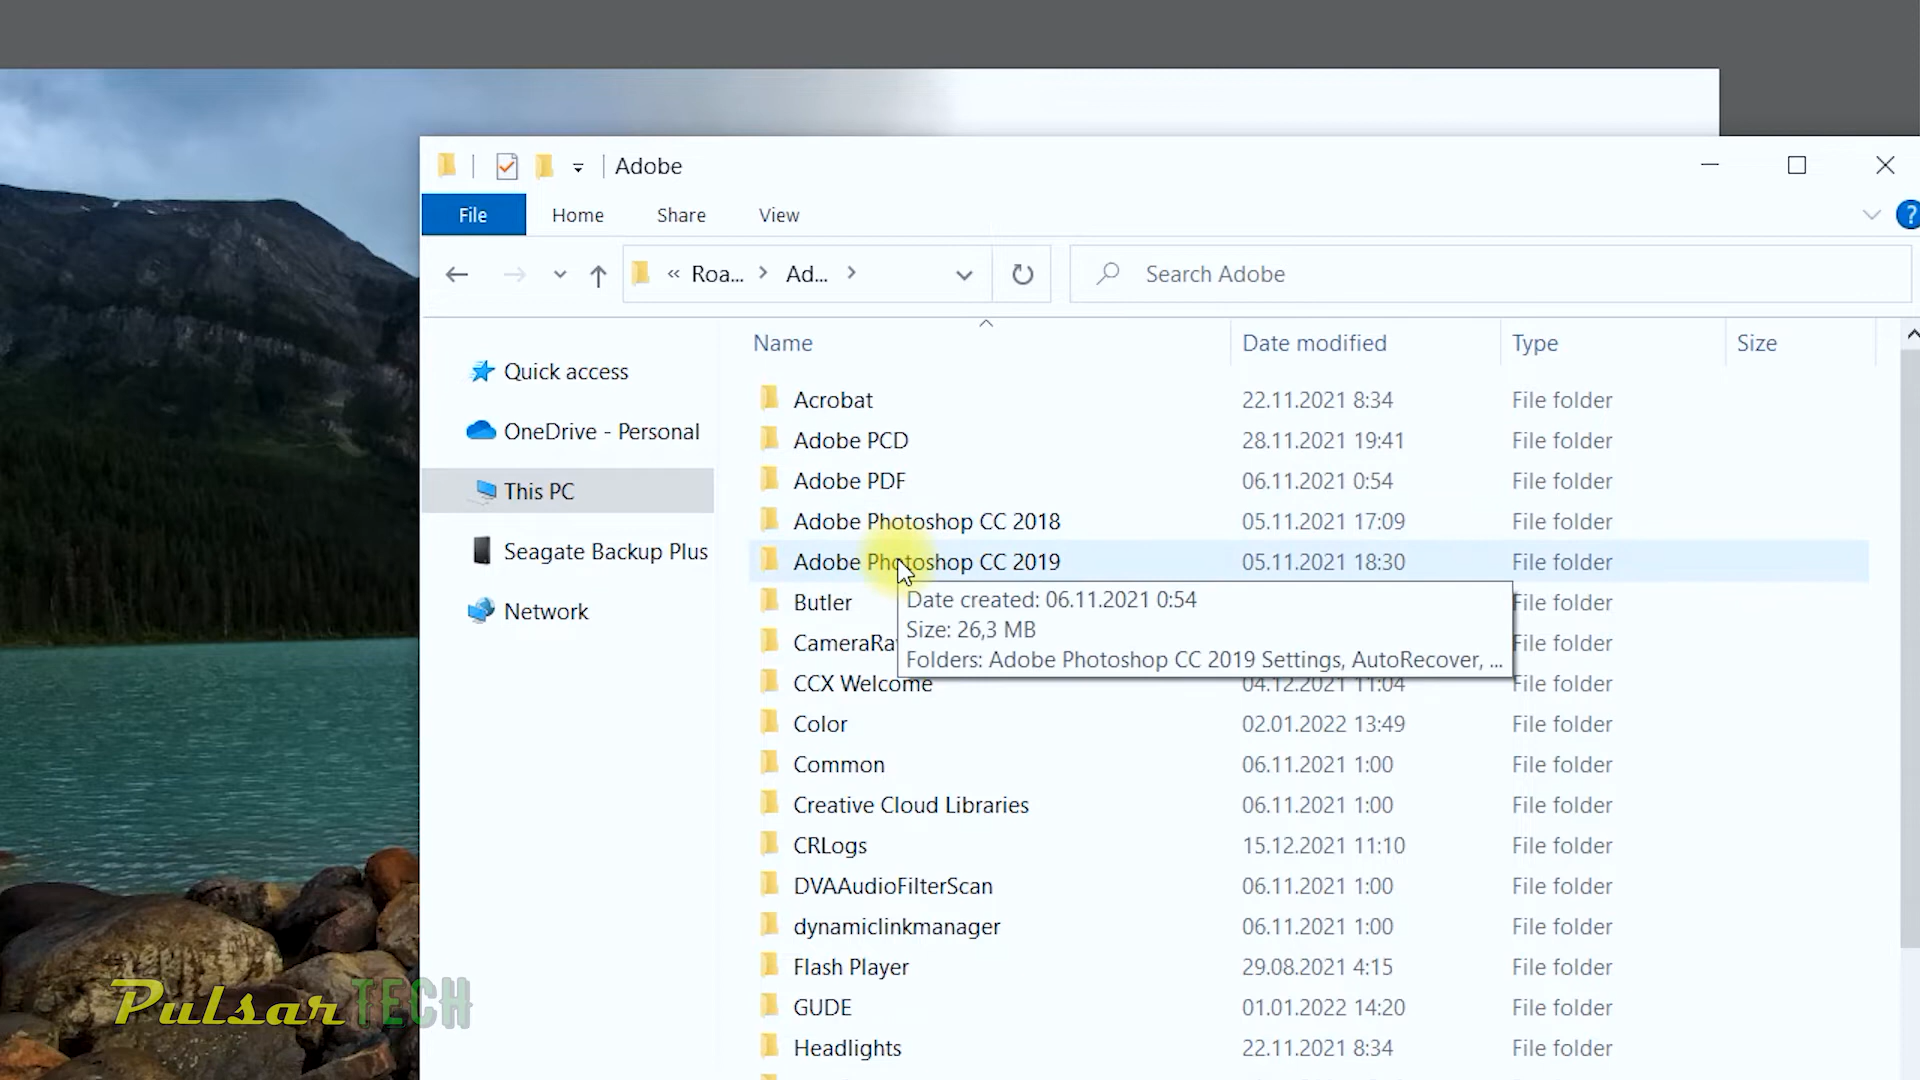 Adobe
File Home Share View ?
« Roa... > Ad... > Search Adobe
Name Date modified Type Size
Quick access
OneDrive - Personal
This PC
Seagate Backup Plus
Network
Acrobat 22.11.2021 8:34 File folder
Adobe PCD 28.11.2021 19:41 File folder
Adobe PDF 06.11.2021 0:54 File folder
Adobe Photoshop CC 2018 05.11.2021 17:09 File folder
Adobe Photoshop CC 2019 05.11.2021 18:30 File folder
Butler File folder
Date created: 06.11.2021 0:54
Size: 26,3 MB
Folders: Adobe Photoshop CC 2019 Settings, AutoRecover, ...
CameraRa File folder
CCX Welcome 04.12.2021 11:04 File folder
Color 02.01.2022 13:49 File folder
Common 06.11.2021 1:00 File folder
Creative Cloud Libraries 06.11.2021 1:00 File folder
CRLogs 15.12.2021 11:10 File folder
DVAAudioFilterScan 06.11.2021 1:00 File folder
dynamiclinkmanager 06.11.2021 1:00 File folder
Flash Player 29.08.2021 4:15 File folder
GUDE 01.01.2022 14:20 File folder
Headlights 22.11.2021 8:34 File folder
Pulsar TECH